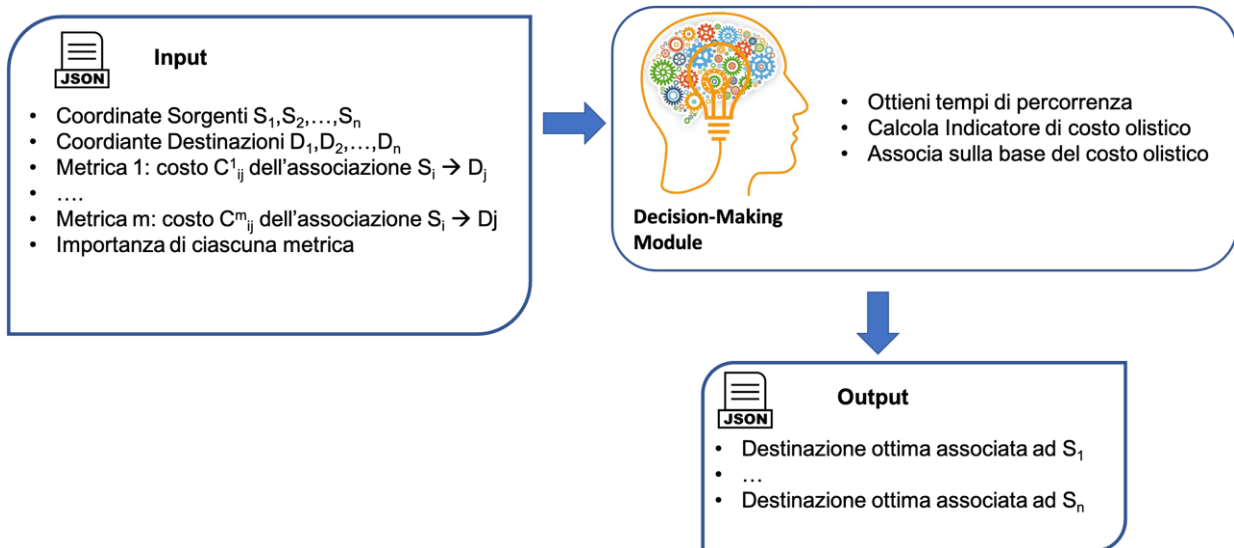 JSON
Input
• Coordinate Sorgenti S₁,S₂,…,Sₙ
• Coordiante Destinazioni D₁,D₂,…,Dₙ
• Metrica 1: costo C¹ᵢⱼ dell'associazione Sᵢ → Dⱼ
• ….
• Metrica m: costo Cᵐᵢⱼ dell'associazione Sᵢ → Dj
• Importanza di ciascuna metrica
Decision-Making
Module
• Ottieni tempi di percorrenza
• Calcola Indicatore di costo olistico
• Associa sulla base del costo olistico
JSON
Output
• Destinazione ottima associata ad S₁
• …
• Destinazione ottima associata ad Sₙ